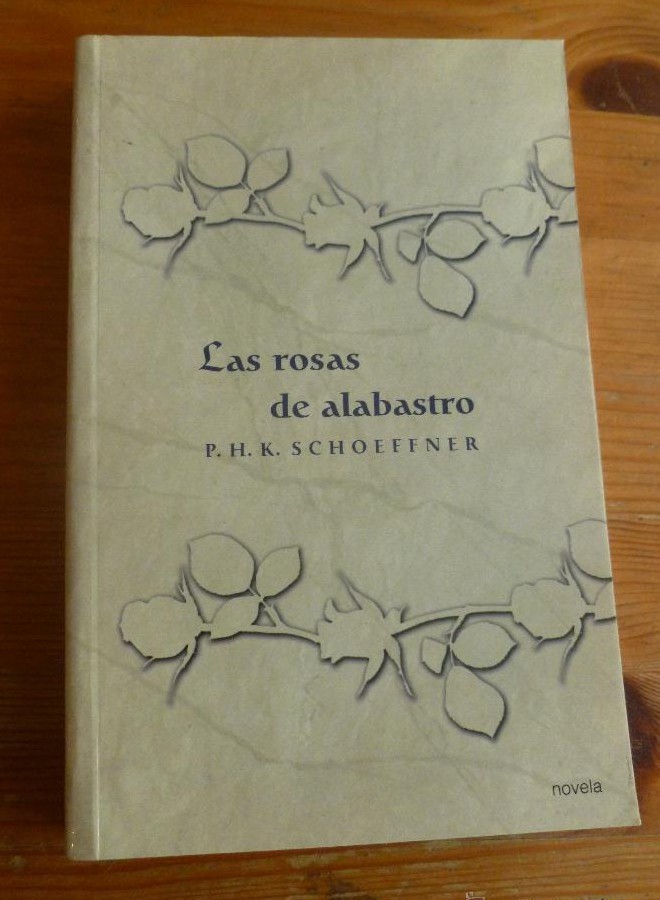 Las rosas
de alabastro
P. H. K. SCHOEFFNER
novela